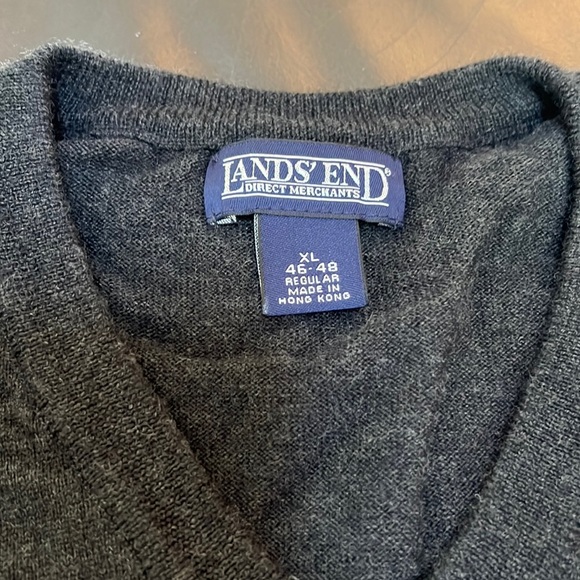 LANDS' END®
DIRECT MERCHANTS
XL
46-48
REGULAR
MADE IN
HONG KONG